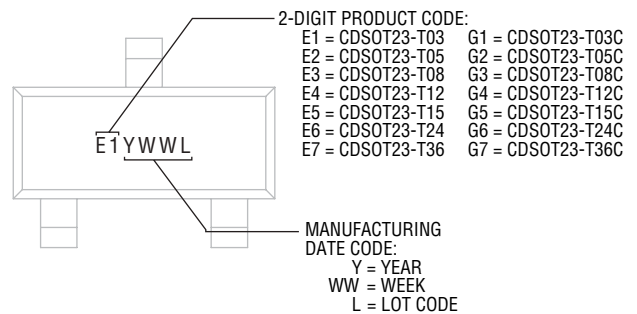 2-DIGIT PRODUCT CODE:
E1 = CDSOT23-T03 G1 = CDSOT23-T03C
E2 = CDSOT23-T05 G2 = CDSOT23-T05C
E3 = CDSOT23-T08 G3 = CDSOT23-T08C
E4 = CDSOT23-T12 G4 = CDSOT23-T12C
E5 = CDSOT23-T15 G5 = CDSOT23-T15C
E6 = CDSOT23-T24 G6 = CDSOT23-T24C
E7 = CDSOT23-T36 G7 = CDSOT23-T36C
E1YWWL
MANUFACTURING
DATE CODE:
Y = YEAR
WW = WEEK
L = LOT CODE